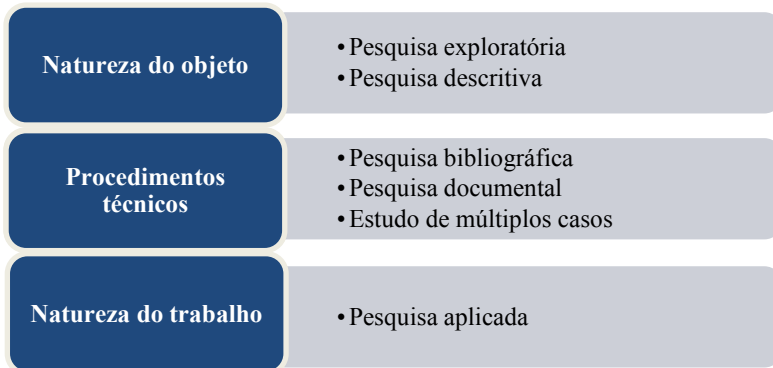 Natureza do objeto
• Pesquisa exploratória
• Pesquisa descritiva
Procedimentos
técnicos
• Pesquisa bibliográfica
• Pesquisa documental
• Estudo de múltiplos casos
Natureza do trabalho
• Pesquisa aplicada